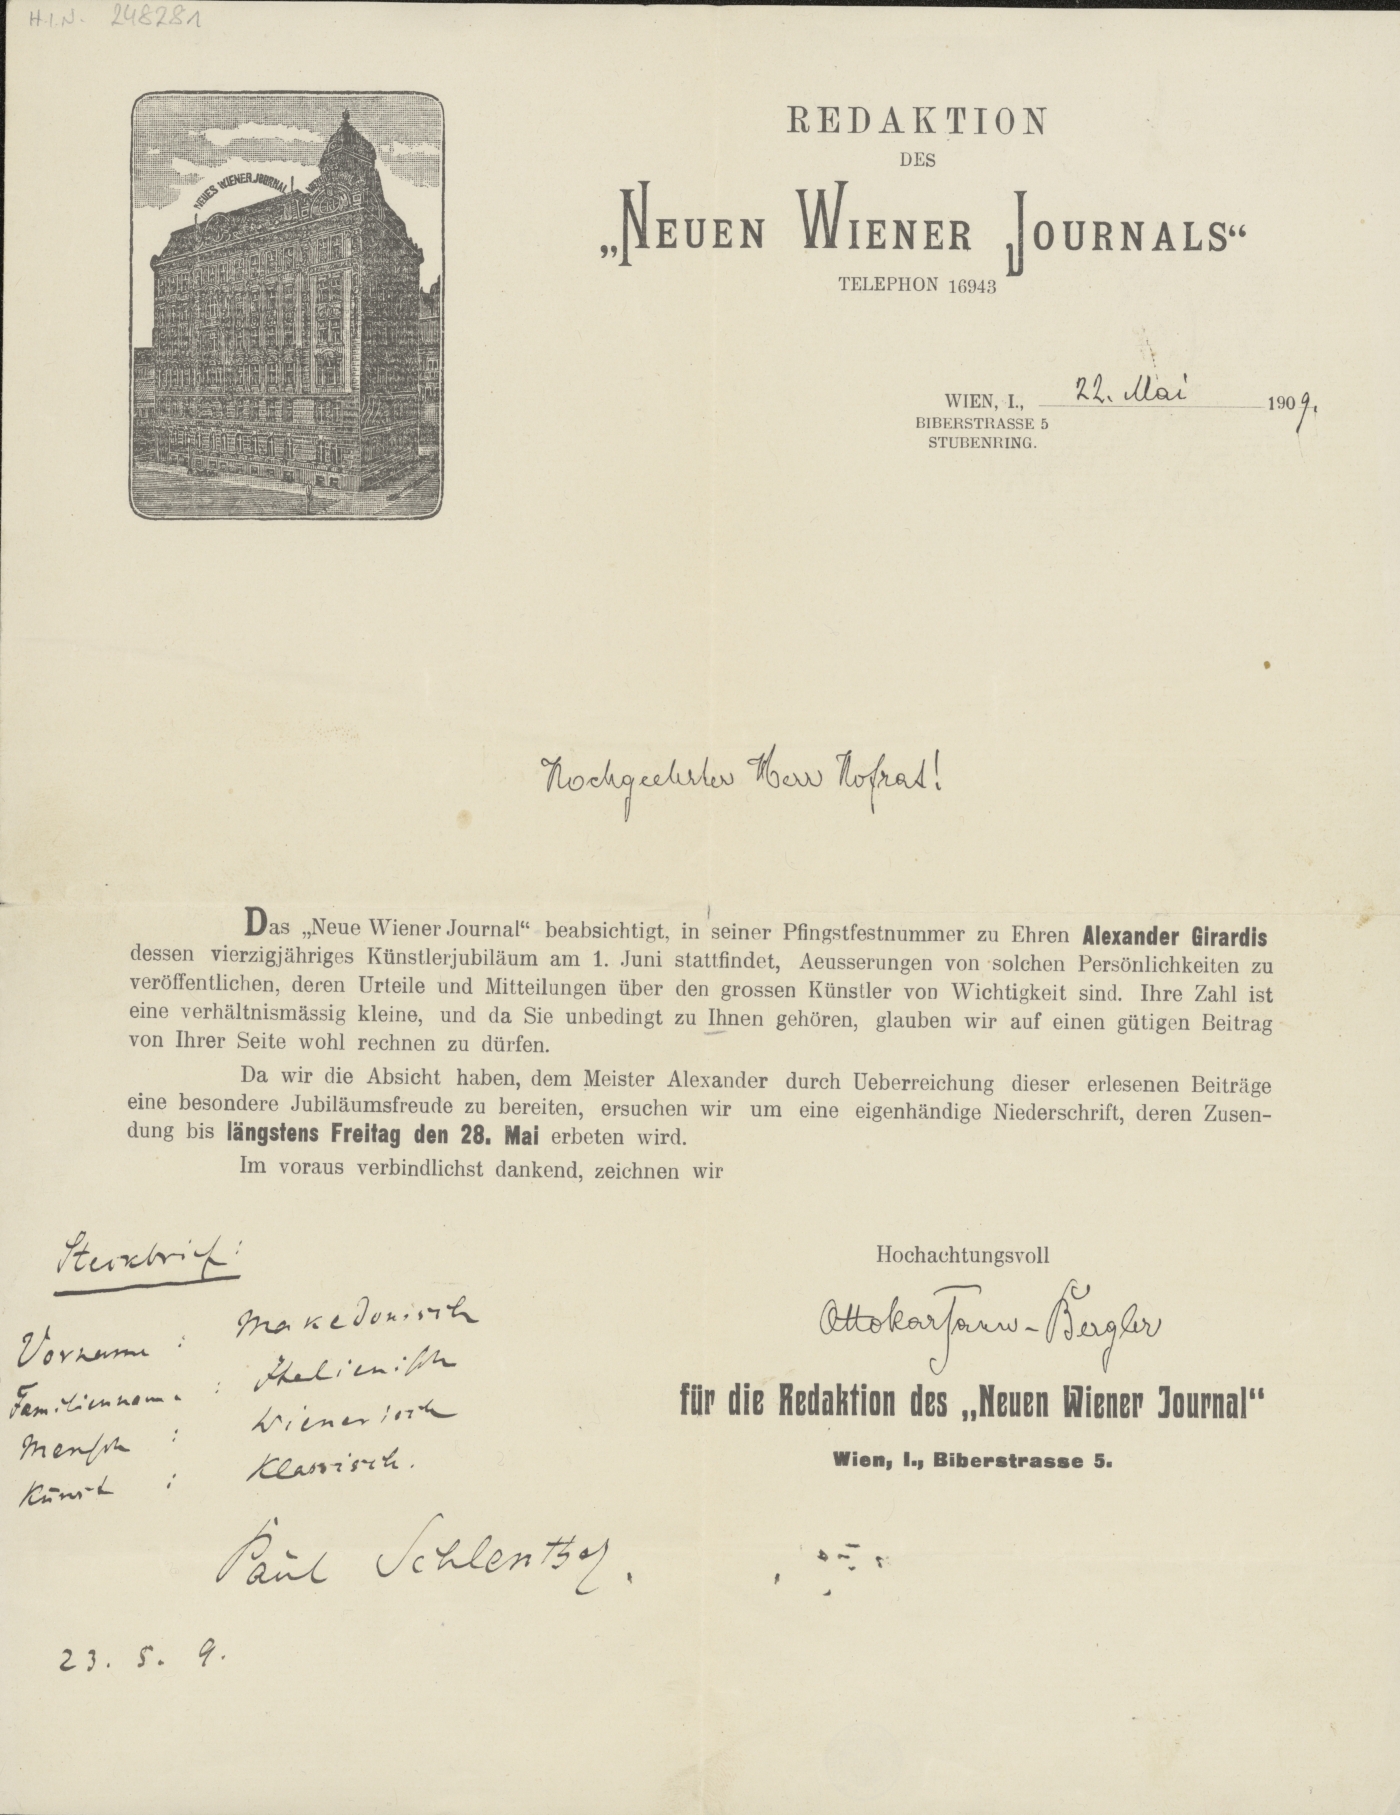 H.I.N. 248281
NEUES WIENER JOURNAL
REDAKTION
DES
„NEUEN WIENER JOURNALS“
TELEPHON 16943
WIEN, I., 22. Mai 1909.
BIBERSTRASSE 5
STUBENRING.
Hochgeehrter Herr Hofrat!
Das „Neue Wiener Journal“ beabsichtigt, in seiner Pfingstfestnummer zu Ehren Alexander Girardis
dessen vierzigjähriges Künstlerjubiläum am 1. Juni stattfindet, Aeusserungen von solchen Persönlichkeiten zu
veröffentlichen, deren Urteile und Mitteilungen über den grossen Künstler von Wichtigkeit sind. Ihre Zahl ist
eine verhältnismässig kleine, und da Sie unbedingt zu Ihnen gehören, glauben wir auf einen gütigen Beitrag
von Ihrer Seite wohl rechnen zu dürfen.
Da wir die Absicht haben, dem Meister Alexander durch Ueberreichung dieser erlesenen Beiträge
eine besondere Jubiläumsfreude zu bereiten, ersuchen wir um eine eigenhändige Niederschrift, deren Zusen-
dung bis längstens Freitag den 28. Mai erbeten wird.
Im voraus verbindlichst dankend, zeichnen wir
Hochachtungsvoll
Ottokar Tann-Bergler
für die Redaktion des „Neuen Wiener Journal“
Wien, I., Biberstrasse 5.
Steckbrief:
Vorname : Makedonisch
Familienname : Italienisch
Mensch : Wienerisch
Kunst : Klassisch.
Paul Schlenther.
23. 5. 9.